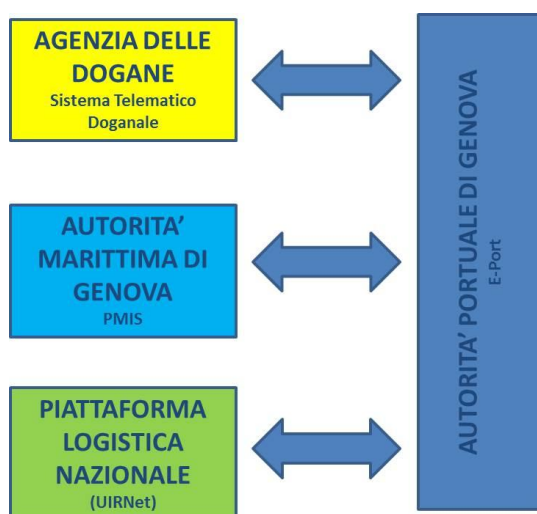 AGENZIA DELLE
DOGANE
Sistema Telematico
Doganale
AUTORITA’
MARITTIMA DI
GENOVA
PMIS
PIATTAFORMA
LOGISTICA
NAZIONALE
(UIRNet)
AUTORITA’ PORTUALE DI GENOVA
E-Port